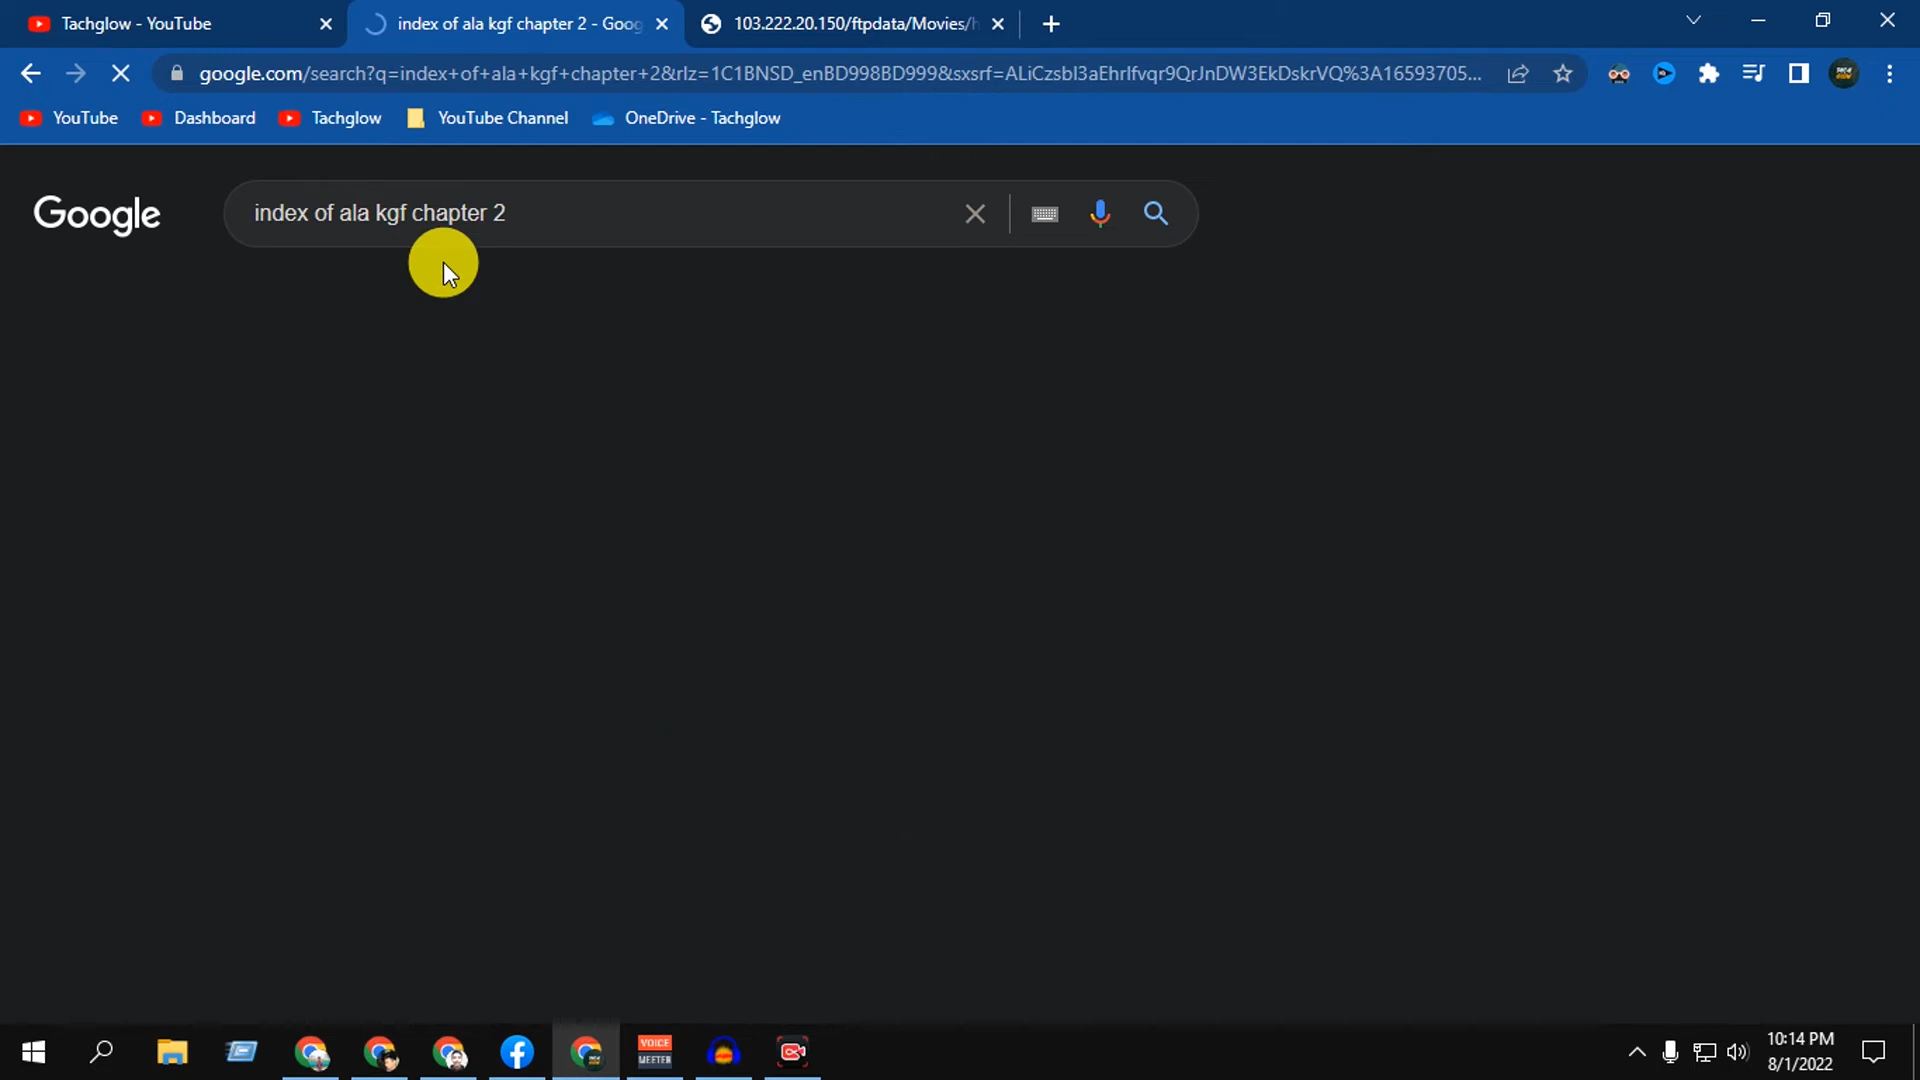 Tachglow - YouTube
index of ala kgf chapter 2 - Goog
103.222.20.150/ftpdata/Movies/h
google.com/search?q=index+of+ala+kgf+chapter+2&rlz=1C1BNSD_enBD998BD999&sxsrf=ALiCzsbI3aEhrlfvqr9QrJnDW3EkDskrVQ%3A16593705...
YouTube
Dashboard
Tachglow
YouTube Channel
OneDrive - Tachglow
Google
index of ala kgf chapter 2
VOICE
MEETER
10:14 PM
8/1/2022